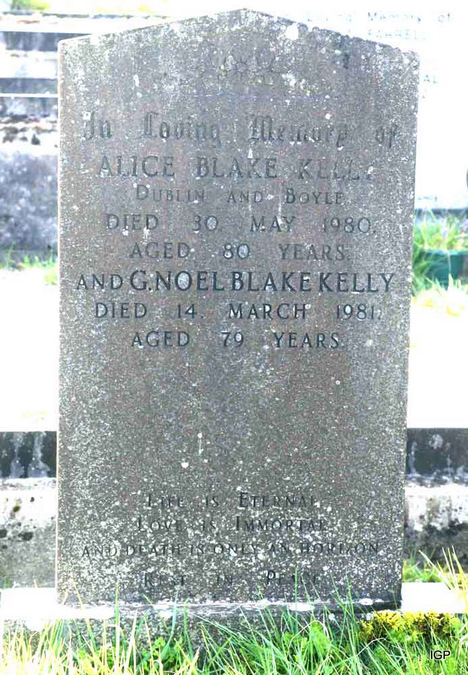 In Loving Memory of
ALICE BLAKE KELLY
DUBLIN AND BOYLE
DIED 30 MAY 1980.
AGED 80 YEARS.
AND G.NOEL BLAKE KELLY
DIED 14. MARCH 1981.
AGED 79 YEARS.
LIFE IS ETERNAL
LOVE IS IMMORTAL
AND DEATH IS ONLY AN HORIZON
REST IN PEACE
Memory of
IGP